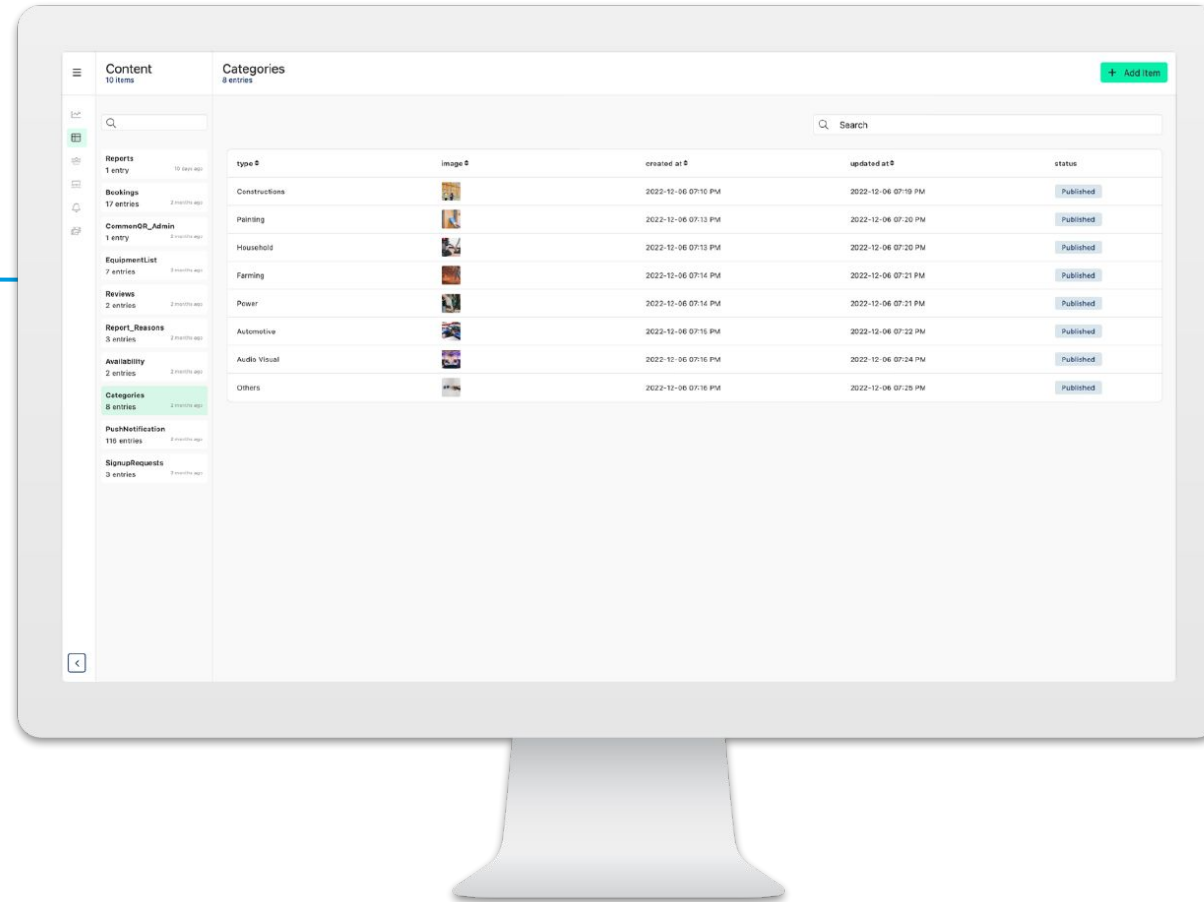 Content
10 items
Categories
8 entries
+ Add item
Search
Reports
1 entry 10 days ago
Bookings
17 entries 2 months ago
CommenQR_Admin
1 entry 2 months ago
EquipmentList
7 entries 3 months ago
Reviews
2 entries 2 months ago
Report_Reasons
3 entries 2 months ago
Availability
2 entries 2 months ago
Categories
8 entries 2 months ago
PushNotification
116 entries
SignupRequests
3 entries
type image created at updated at status
Constructions 2022-12-06 07:10 PM 2022-12-06 07:19 PM Published
Painting 2022-12-06 07:13 PM 2022-12-06 07:20 PM Published
Household 2022-12-06 07:13 PM 2022-12-06 07:20 PM Published
Farming 2022-12-06 07:14 PM 2022-12-06 07:21 PM Published
Power 2022-12-06 07:14 PM 2022-12-06 07:21 PM Published
Automotive 2022-12-06 07:15 PM 2022-12-06 07:22 PM Published
Audio Visual 2022-12-06 07:16 PM 2022-12-06 07:24 PM Published
Others 2022-12-06 07:16 PM 2022-12-06 07:25 PM Published